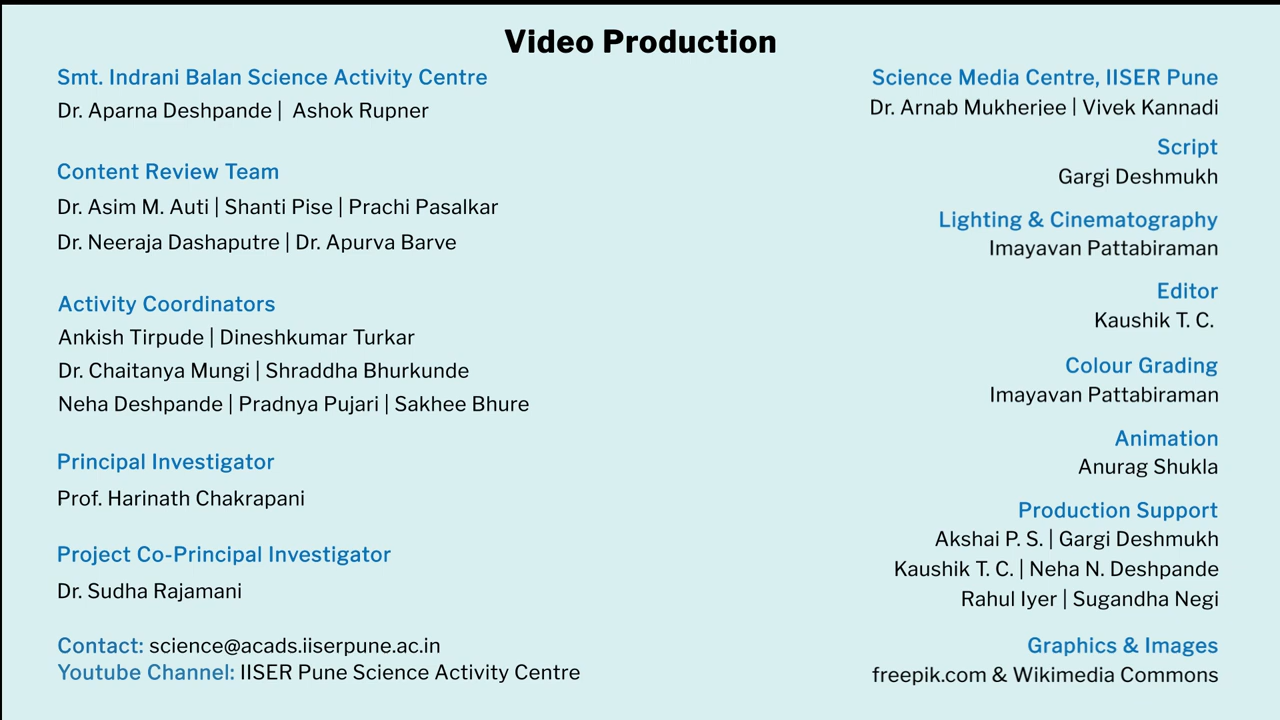 Video Production
Smt. Indrani Balan Science Activity Centre
Dr. Aparna Deshpande | Ashok Rupner
Content Review Team
Dr. Asim M. Auti | Shanti Pise | Prachi Pasalkar
Dr. Neeraja Dashaputre | Dr. Apurva Barve
Activity Coordinators
Ankish Tirpude | Dineshkumar Turkar
Dr. Chaitanya Mungi | Shraddha Bhurkunde
Neha Deshpande | Pradnya Pujari | Sakhee Bhure
Principal Investigator
Prof. Harinath Chakrapani
Project Co-Principal Investigator
Dr. Sudha Rajamani
Contact: science@acads.iiserpune.ac.in
Youtube Channel: IISER Pune Science Activity Centre
Science Media Centre, IISER Pune
Dr. Arnab Mukherjee | Vivek Kannadi
Script
Gargi Deshmukh
Lighting & Cinematography
Imayavan Pattabiraman
Editor
Kaushik T. C.
Colour Grading
Imayavan Pattabiraman
Animation
Anurag Shukla
Production Support
Akshai P. S. | Gargi Deshmukh
Kaushik T. C. | Neha N. Deshpande
Rahul Iyer | Sugandha Negi
Graphics & Images
freepik.com & Wikimedia Commons